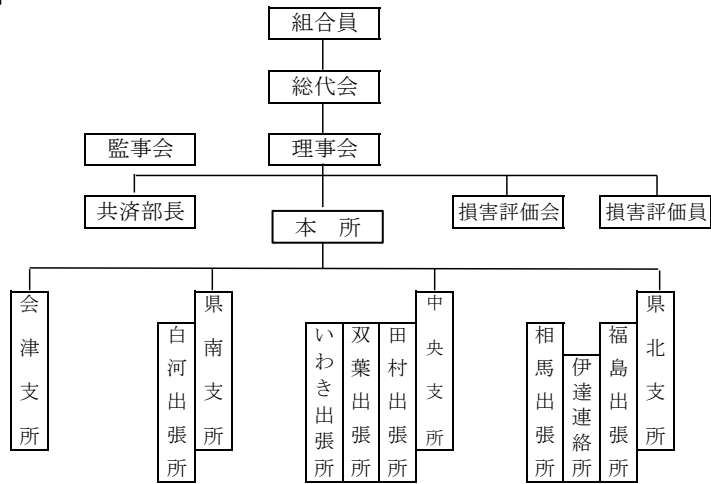 組合員
総代会
監事会
理事会
共済部長
本　所
損害評価会
損害評価員
県北支所
福島出張所
伊達連絡所
相馬出張所
中央支所
田村出張所
双葉出張所
いわき出張所
県南支所
白河出張所
会津支所